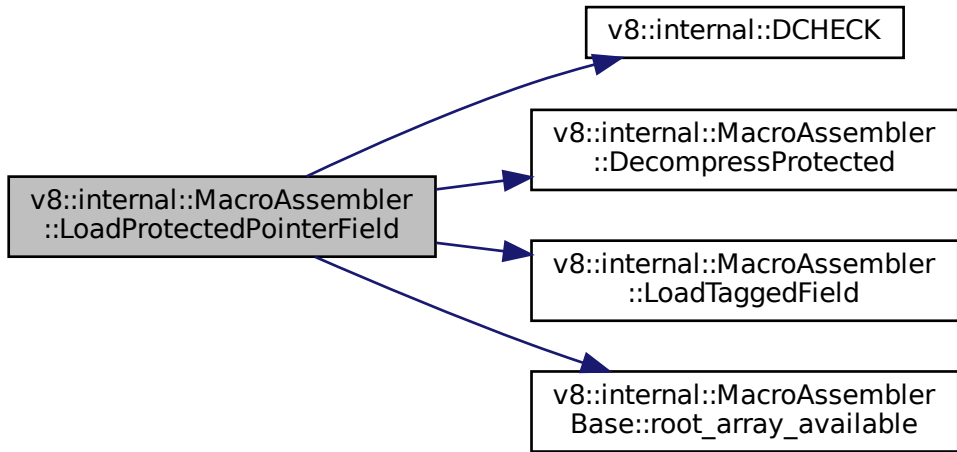 v8::internal::DCHECK
v8::internal::MacroAssembler
::DecompressProtected
v8::internal::MacroAssembler
::LoadProtectedPointerField
v8::internal::MacroAssembler
::LoadTaggedField
v8::internal::MacroAssembler
Base::root_array_available